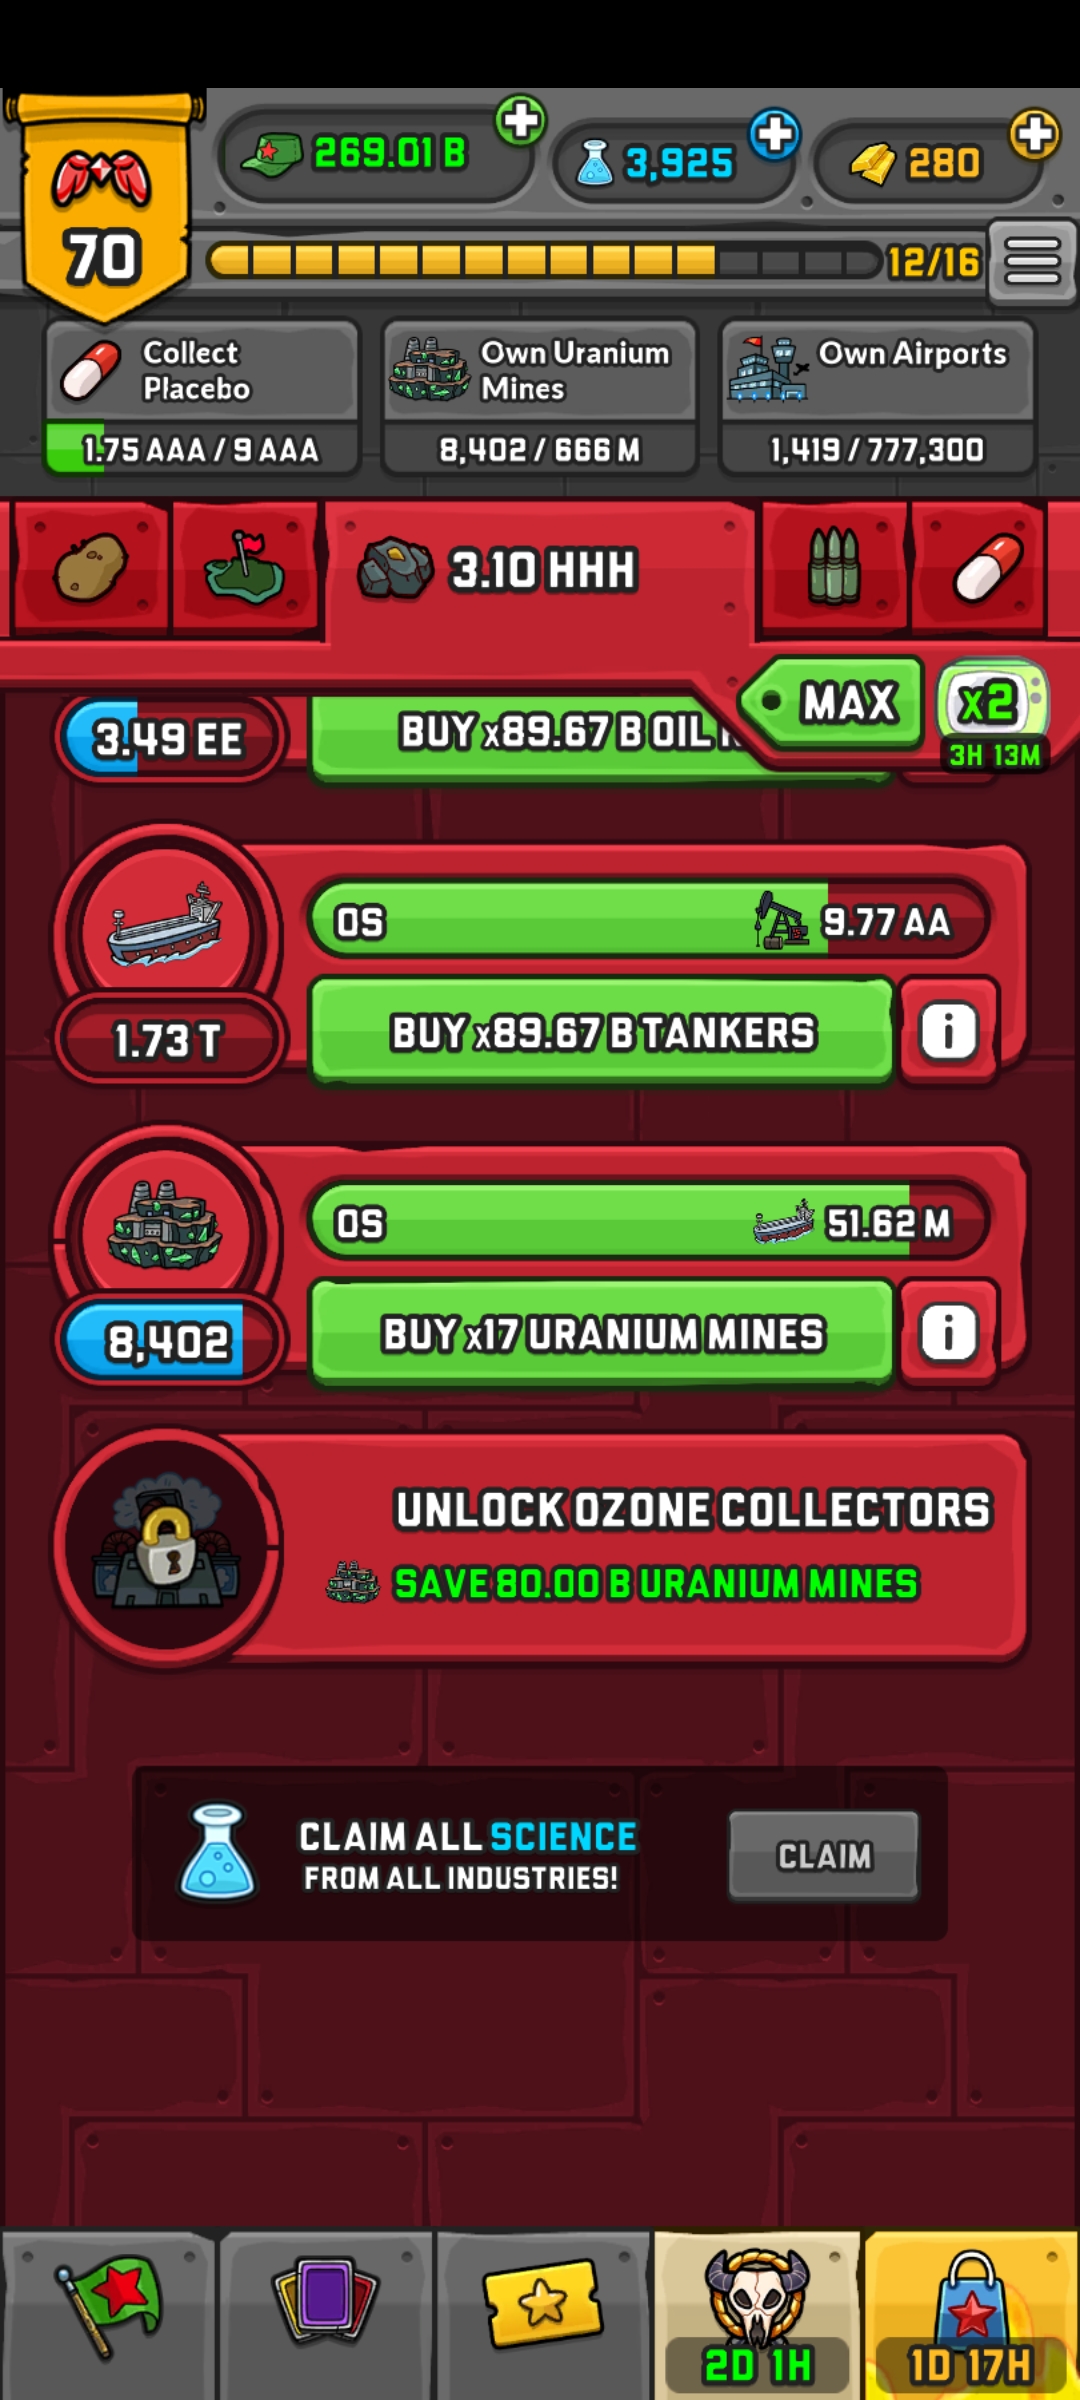 269.01 B
3,925
280
70
12/16
Collect
Placebo
1.75 AAA / 9 AAA
Own Uranium
Mines
8,402 / 666 M
Own Airports
1,419 / 777,300
3.10 HHH
MAX
x2
3H 13M
3.49 EE
BUY x89.67 B OIL
0S
9.77 AA
1.73 T
BUY x89.67 B TANKERS
i
0S
51.62 M
8,402
BUY x17 URANIUM MINES
i
UNLOCK OZONE COLLECTORS
SAVE 80.00 B URANIUM MINES
CLAIM ALL SCIENCE
FROM ALL INDUSTRIES!
CLAIM
2D 1H
1D 17H